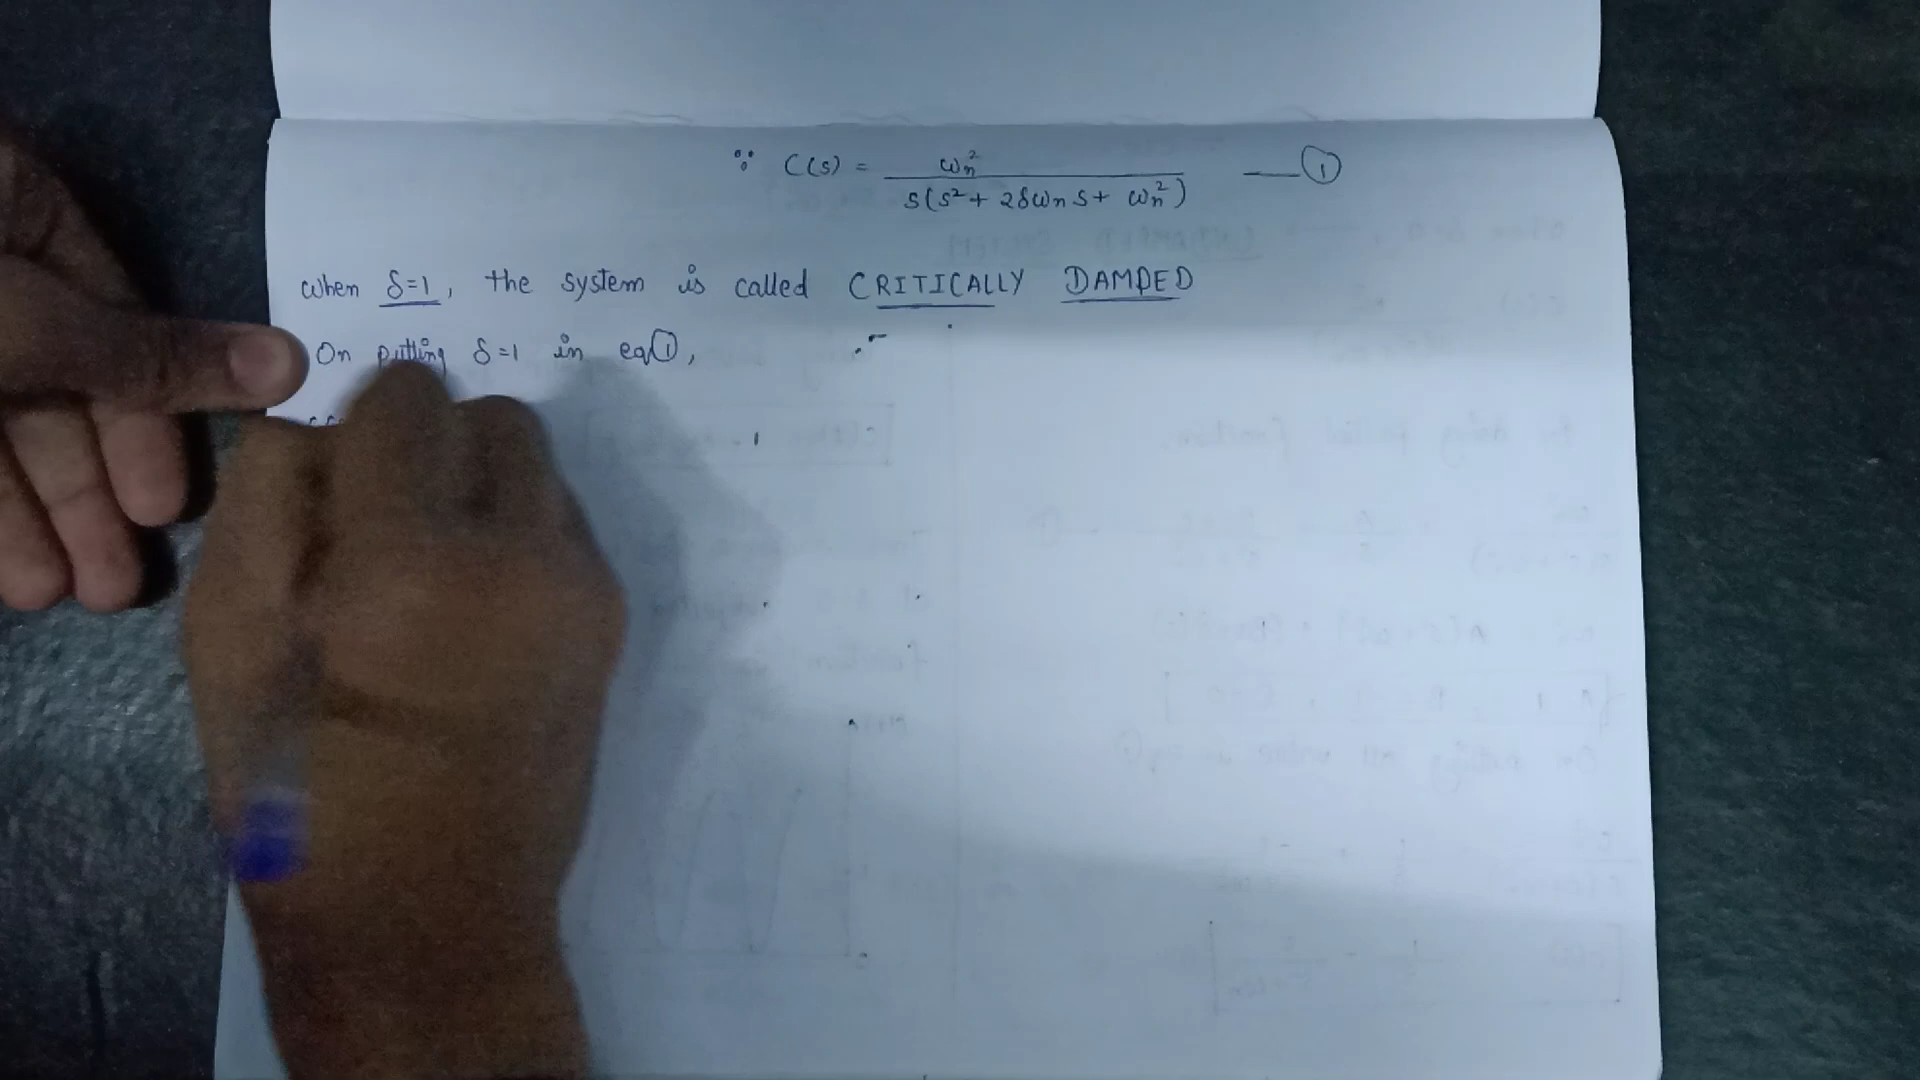 ∵ C(s) = ωn² / s(s² + 2δωn s + ωn²) —— ①
When δ=1, the system is called CRITICALLY DAMPED
On putting δ=1 in eq①,